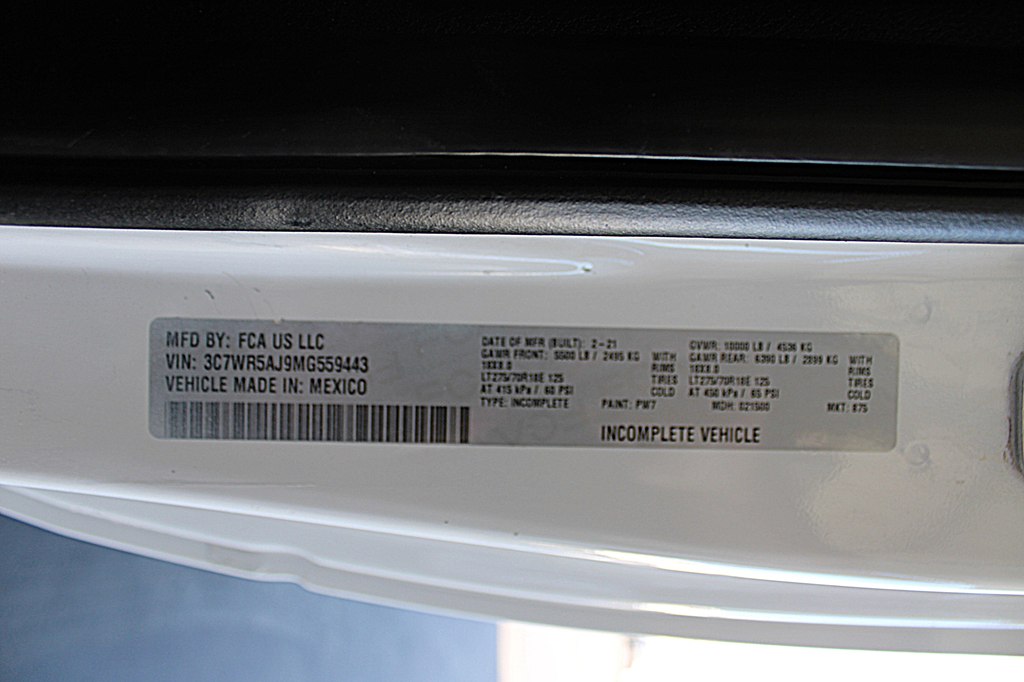 MFD BY: FCA US LLC
VIN: 3C7WR5AJ9MG559443
VEHICLE MADE IN: MEXICO
DATE OF MFR (BUILT): 2-21
GAWR FRONT: 5500 LB / 2495 KG WITH
18X8.0 RIMS
LT275/70R18E 125 TIRES
AT 415 kPa / 60 PSI COLD
TYPE: INCOMPLETE
GVWR: 10000 LB / 4536 KG
GAWR REAR: 6390 LB / 2899 KG WITH
18X8.0 RIMS
LT275/70R18E 125 TIRES
AT 450 kPa / 65 PSI COLD
PAINT: PW7 MDH: 021500 MKT: 875
INCOMPLETE VEHICLE